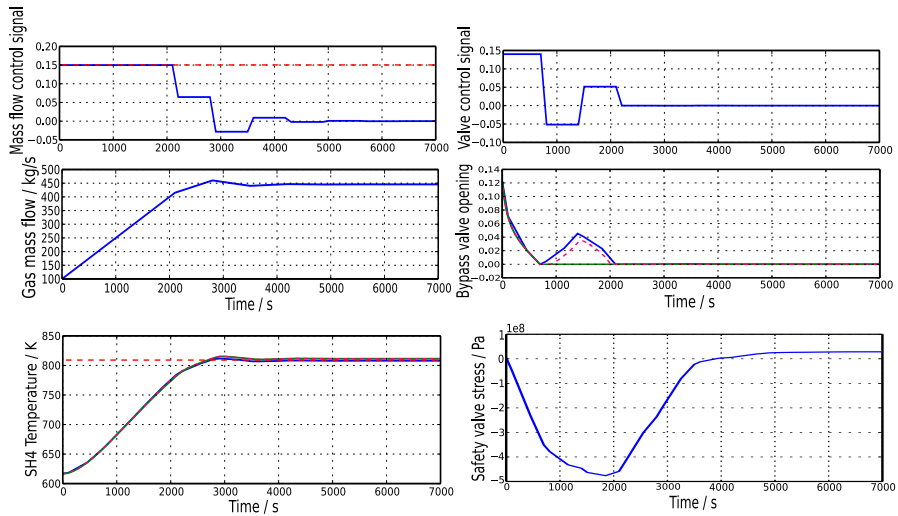 Mass flow control signal
0.20
0.15
0.10
0.05
0.00
−0.05
0 1000 2000 3000 4000 5000 6000 7000
Valve control signal
0.15
0.10
0.05
0.00
−0.05
−0.10
0 1000 2000 3000 4000 5000 6000 7000
Gas mass flow / kg/s
500
450
400
350
300
250
200
150
100
0 1000 2000 3000 4000 5000 6000 7000
Time / s
Bypass valve opening
0.14
0.12
0.10
0.08
0.06
0.04
0.02
0.00
−0.02
0 1000 2000 3000 4000 5000 6000 7000
Time / s
SH4 Temperature / K
850
800
750
700
650
600
0 1000 2000 3000 4000 5000 6000 7000
Time / s
Safety valve stress / Pa
1e8
1
0
−1
−2
−3
−4
−5
0 1000 2000 3000 4000 5000 6000 7000
Time / s